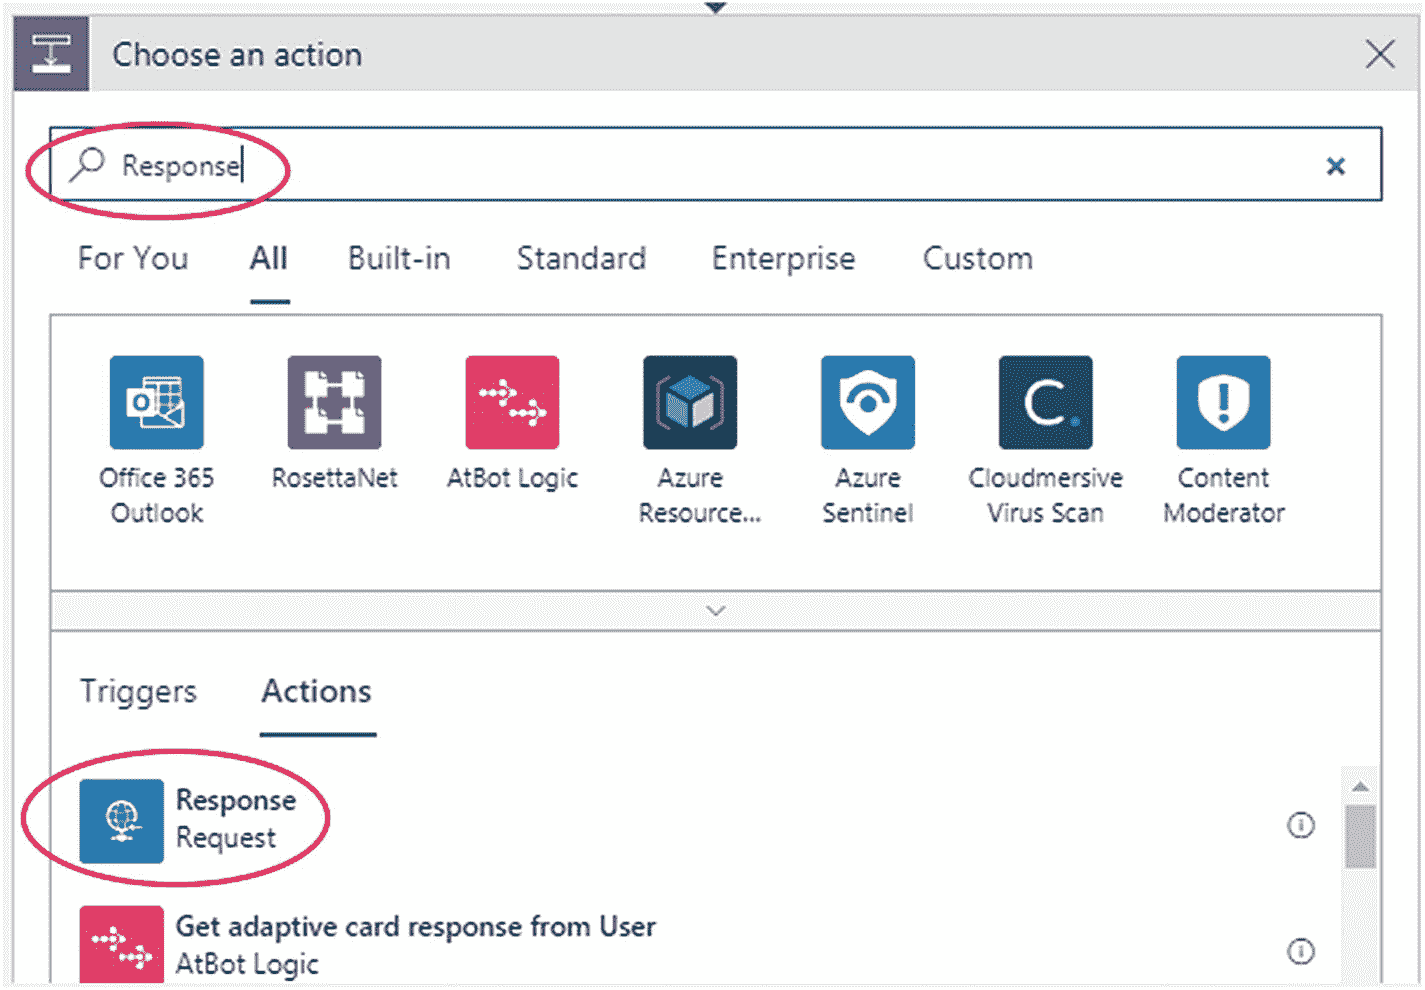 Choose an action
Response
For You All Built-in Standard Enterprise Custom
Office 365 RosettaNet AtBot Logic Azure Azure Cloudmersive Content
Outlook Resource... Sentinel Virus Scan Moderator
Triggers Actions
Response
Request
Get adaptive card response from User
AtBot Logic